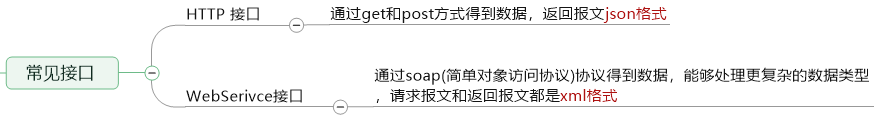 HTTP 接口
通过get和post方式得到数据，返回报文json格式
常见接口
WebSerivce接口
通过soap(简单对象访问协议)协议得到数据，能够处理更复杂的数据类型
，请求报文和返回报文都是xml格式